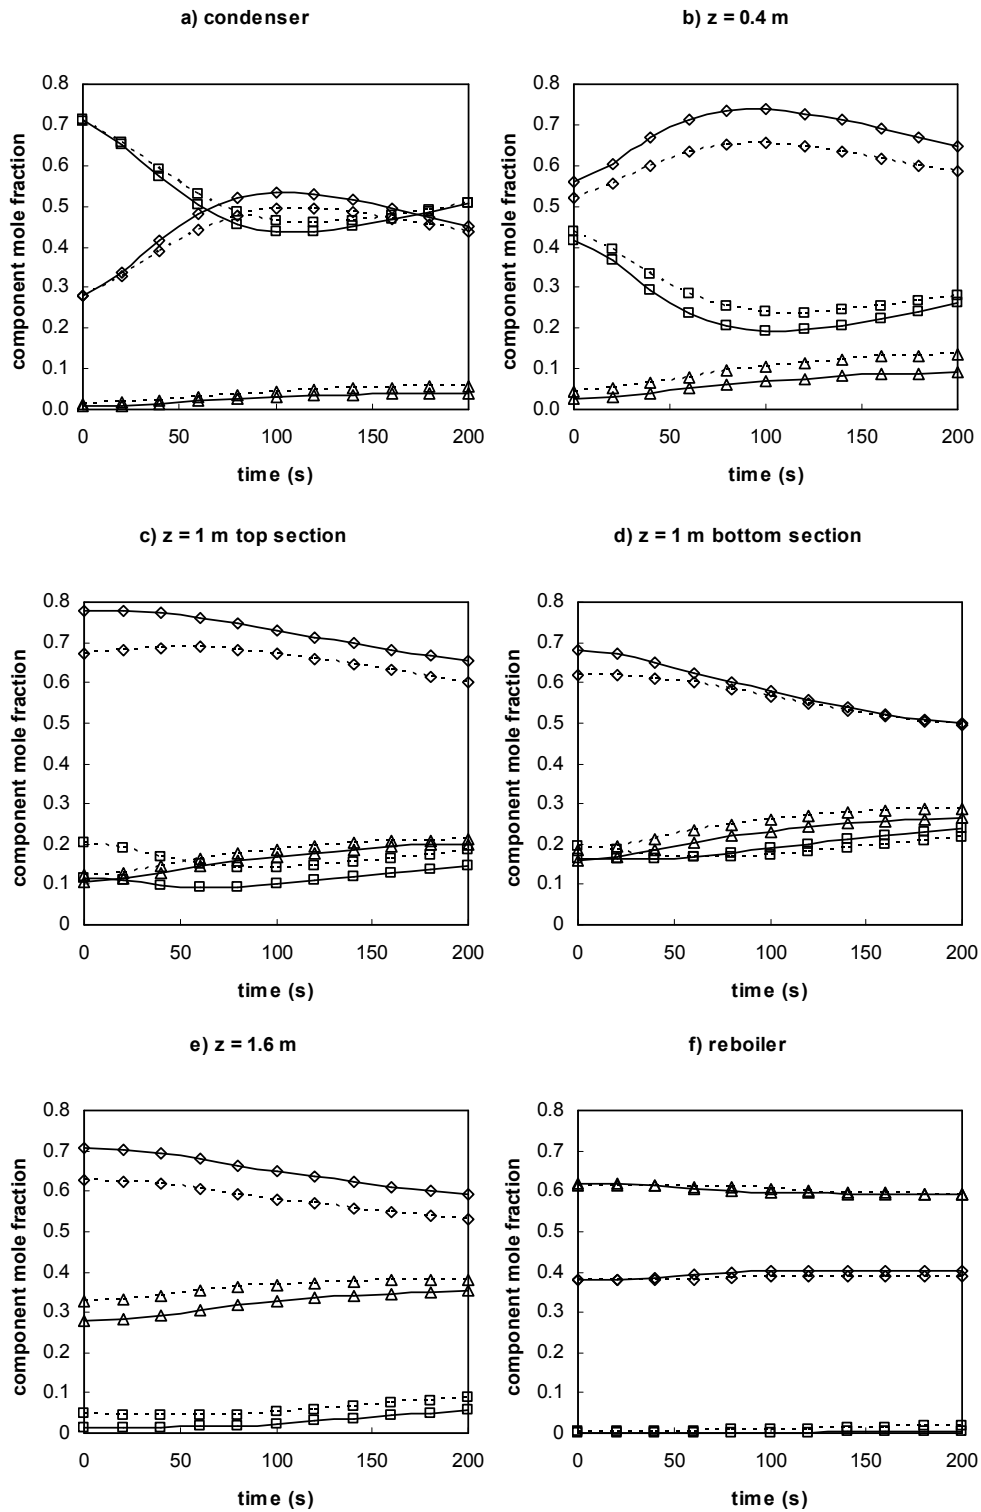 a) condenser
b) z = 0.4 m
component mole fraction
0.8
0.7
0.6
0.5
0.4
0.3
0.2
0.1
0.0
0 50 100 150 200
time (s)
component mole fraction
0.8
0.7
0.6
0.5
0.4
0.3
0.2
0.1
0.0
0 50 100 150 200
time (s)
c) z = 1 m top section
d) z = 1 m bottom section
component mole fraction
0.8
0.7
0.6
0.5
0.4
0.3
0.2
0.1
0
0 50 100 150 200
time (s)
component mole fraction
0.8
0.7
0.6
0.5
0.4
0.3
0.2
0.1
0
0 50 100 150 200
time (s)
e) z = 1.6 m
f) reboiler
component mole fraction
0.8
0.7
0.6
0.5
0.4
0.3
0.2
0.1
0
0 50 100 150 200
time (s)
component mole fraction
0.8
0.7
0.6
0.5
0.4
0.3
0.2
0.1
0
0 50 100 150 200
time (s)